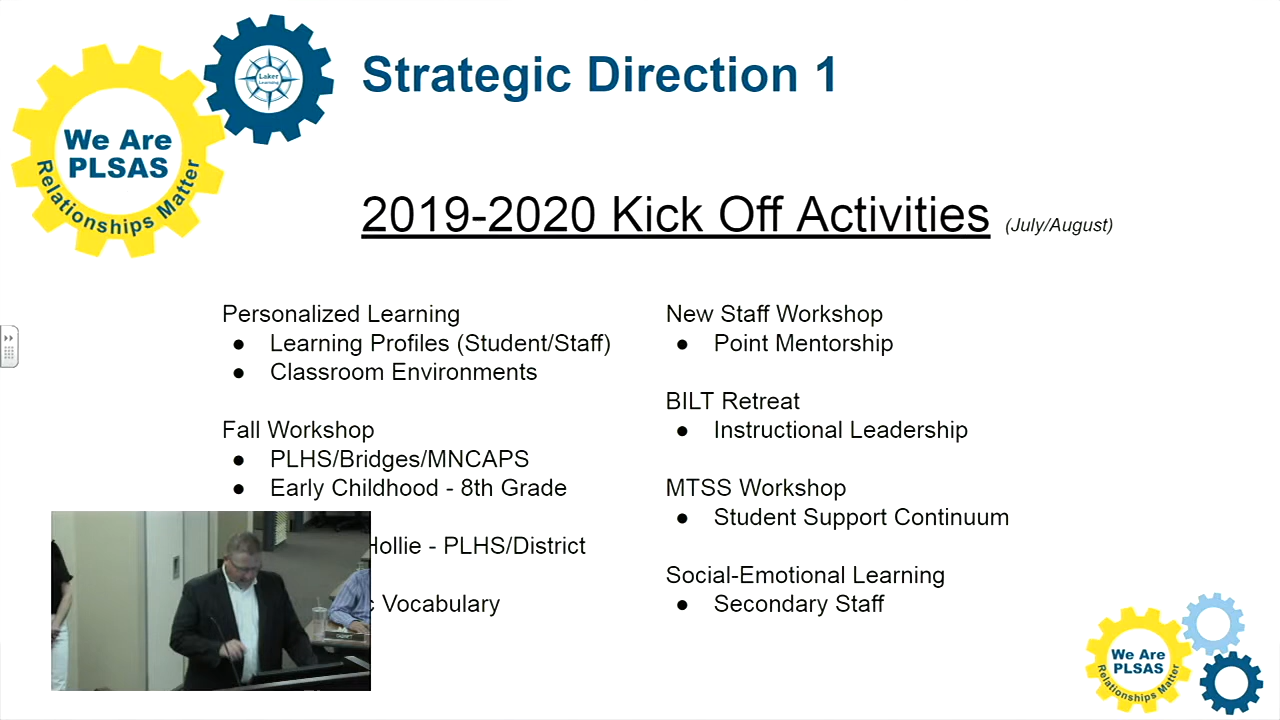 We Are
PLSAS
Relationships Matter
Laker
Learning
Strategic Direction 1
2019-2020 Kick Off Activities (July/August)
Personalized Learning
● Learning Profiles (Student/Staff)
● Classroom Environments
Fall Workshop
● PLHS/Bridges/MNCAPS
● Early Childhood - 8th Grade
Hollie - PLHS/District
Vocabulary
New Staff Workshop
● Point Mentorship
BILT Retreat
● Instructional Leadership
MTSS Workshop
● Student Support Continuum
Social-Emotional Learning
● Secondary Staff
We Are
PLSAS
Relationships Matter